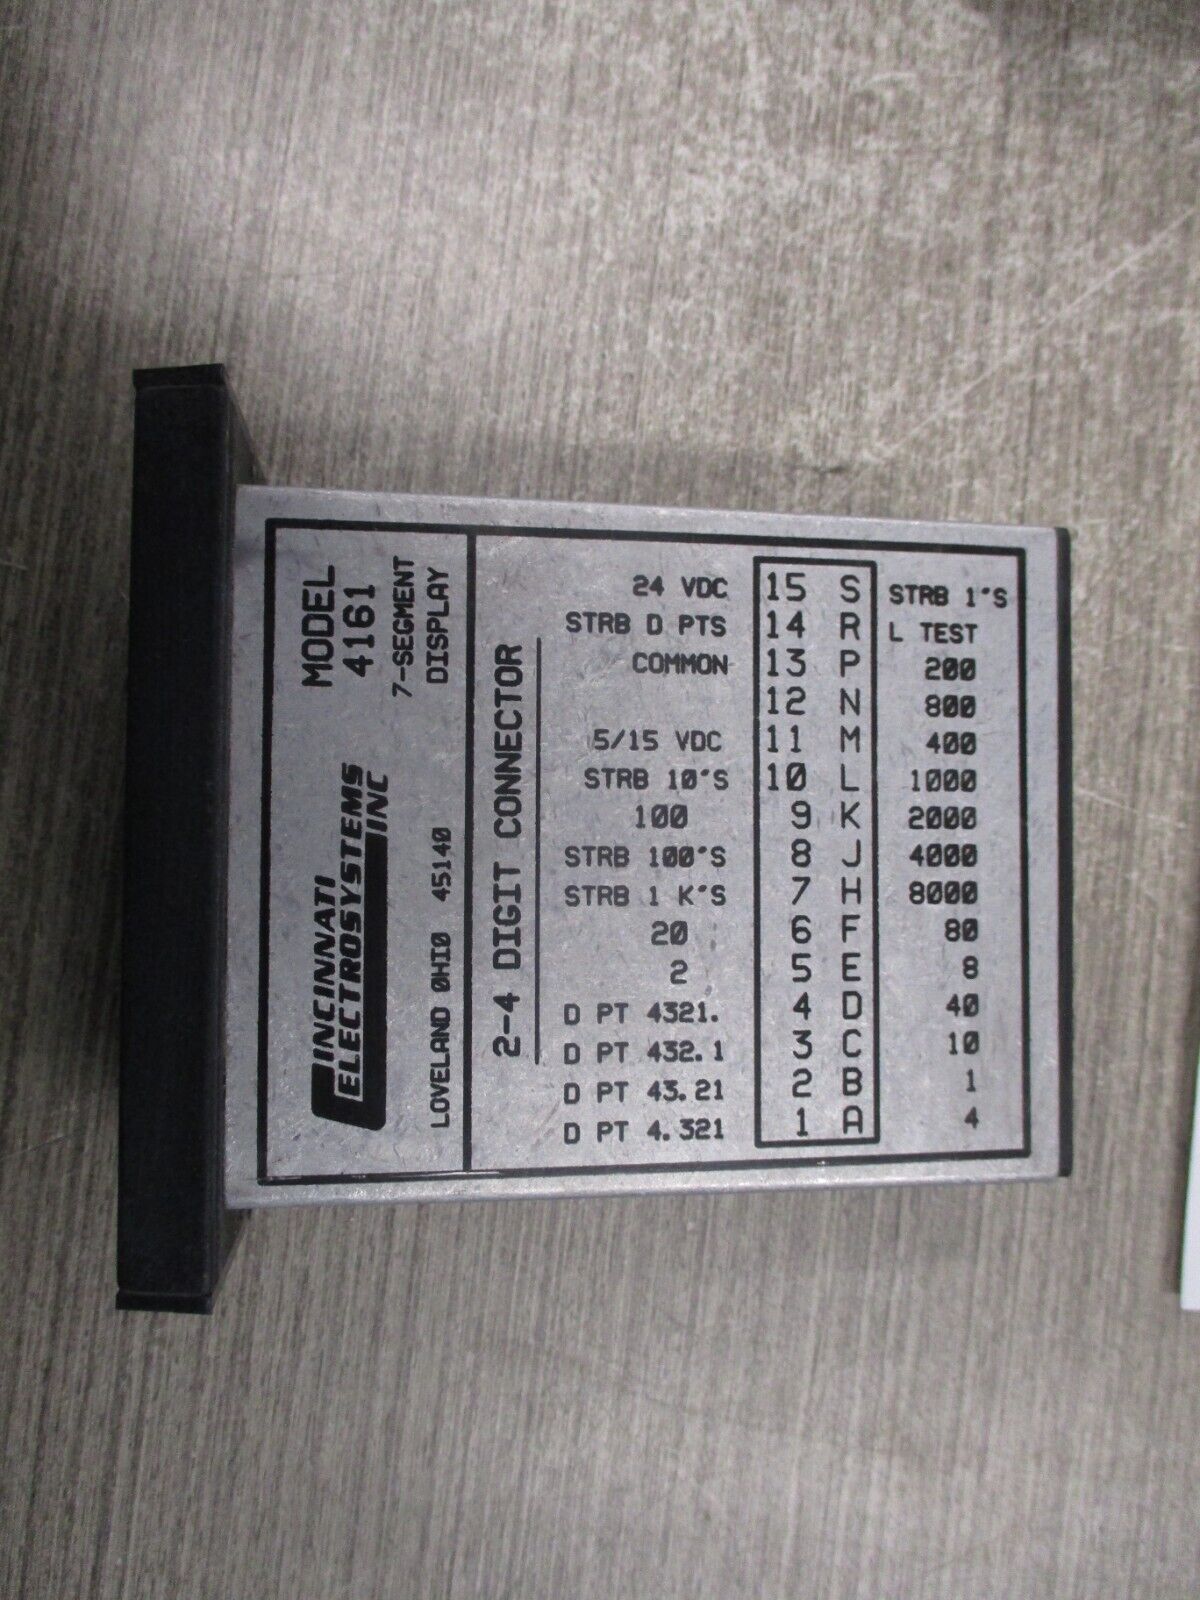 MODEL
4161
7-SEGMENT
DISPLAY
CINCINNATI
ELECTROSYSTEMS
INC
LOVELAND OHIO 45140
2-4 DIGIT CONNECTOR
24 VDC 15 S STRB 1'S
STRB D PTS 14 R L TEST
COMMON 13 P 200
12 N 800
5/15 VDC 11 M 400
STRB 10'S 10 L 1000
100 9 K 2000
STRB 100'S 8 J 4000
STRB 1 K'S 7 H 8000
20 6 F 80
2 5 E 8
D PT 4321. 4 D 40
D PT 432.1 3 C 10
D PT 43.21 2 B 1
D PT 4.321 1 A 4